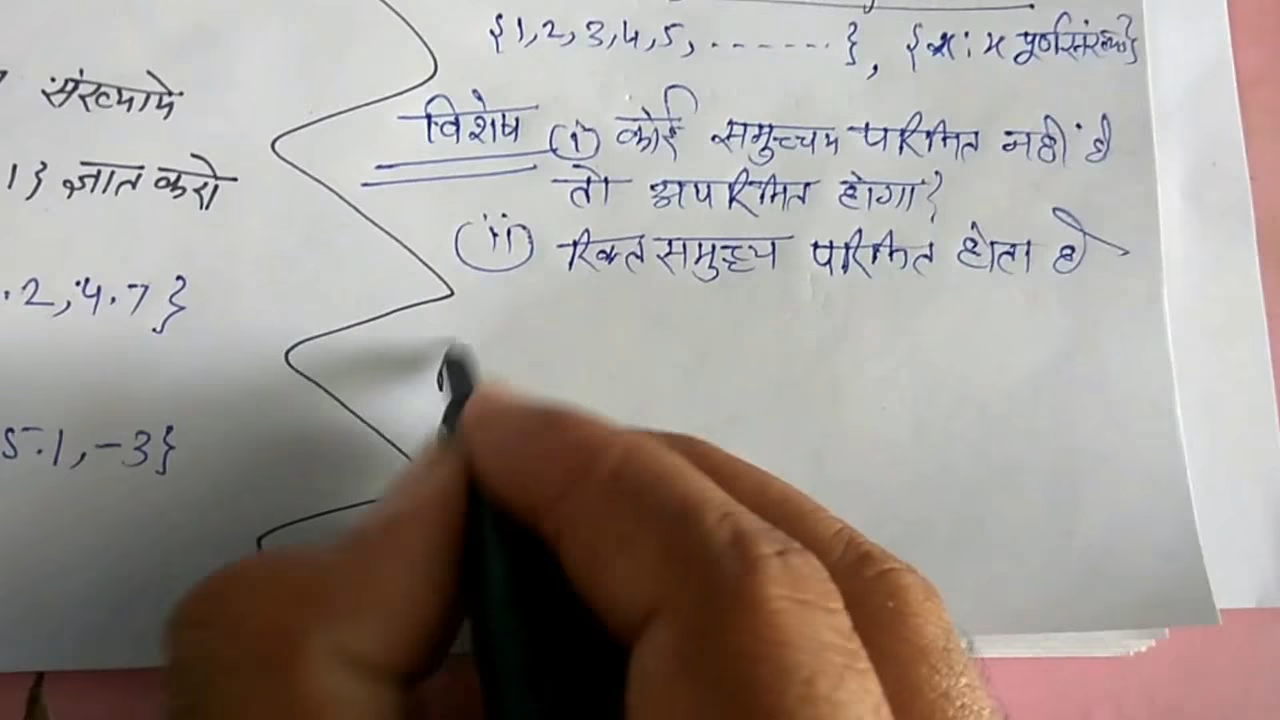 {1,2,3,4,5, ------- }, {x : x पूर्णसंख्या}
विशेष (i) कोई समुच्चय परिमित नहीं है
तो अपरिमित होगा?
(ii) रिक्त समुच्चय परिमित होता है
संख्याये
1} ज्ञात करो
.2, 4.7}
5.1, -3}